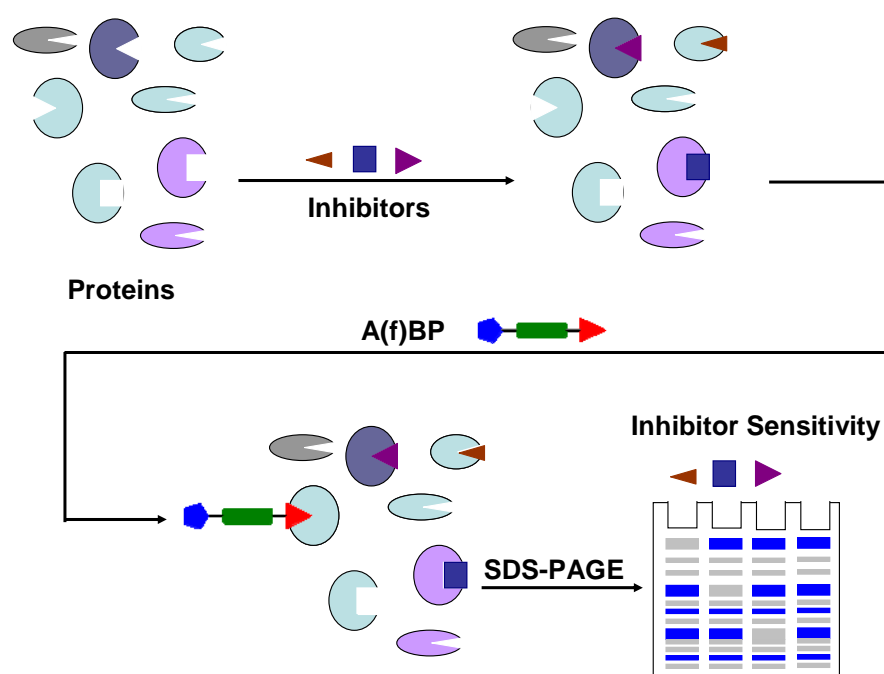 Inhibitors
Proteins
A(f)BP
Inhibitor Sensitivity
SDS-PAGE